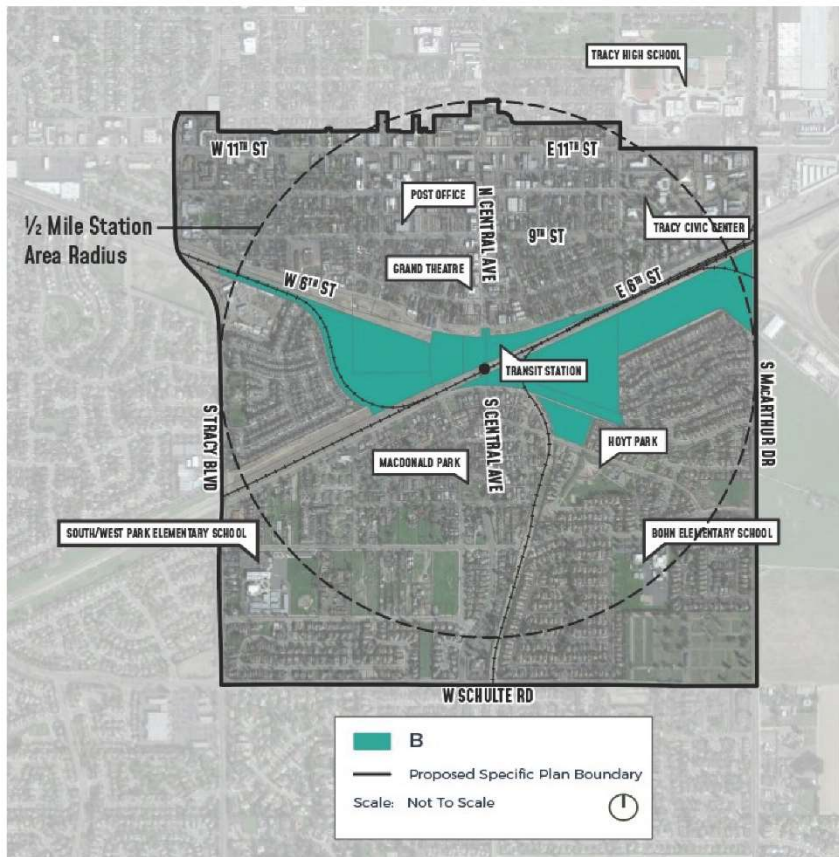 TRACY HIGH SCHOOL
W 11TH ST
E 11TH ST
POST OFFICE
N CENTRAL AVE
½ Mile Station
Area Radius
9TH ST
TRACY CIVIC CENTER
GRAND THEATRE
W 6TH ST
E 6TH ST
TRANSIT STATION
S TRACY BLVD
S CENTRAL AVE
S MACARTHUR DR
HOYT PARK
MACDONALD PARK
SOUTH/WEST PARK ELEMENTARY SCHOOL
BOHN ELEMENTARY SCHOOL
W SCHULTE RD
B
Proposed Specific Plan Boundary
Scale: Not To Scale